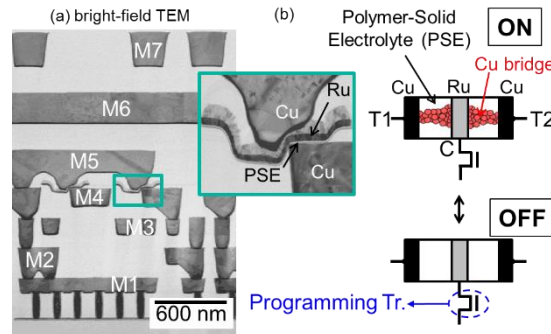 (a) bright-field TEM
M7
M6
M5
M4
M3
M2
M1
600 nm
(b)
Cu
Ru
PSE
Cu
Polymer-Solid
Electrolyte (PSE)
ON
Cu bridge
Cu
Ru
Cu
T1
T2
C
OFF
Programming Tr.